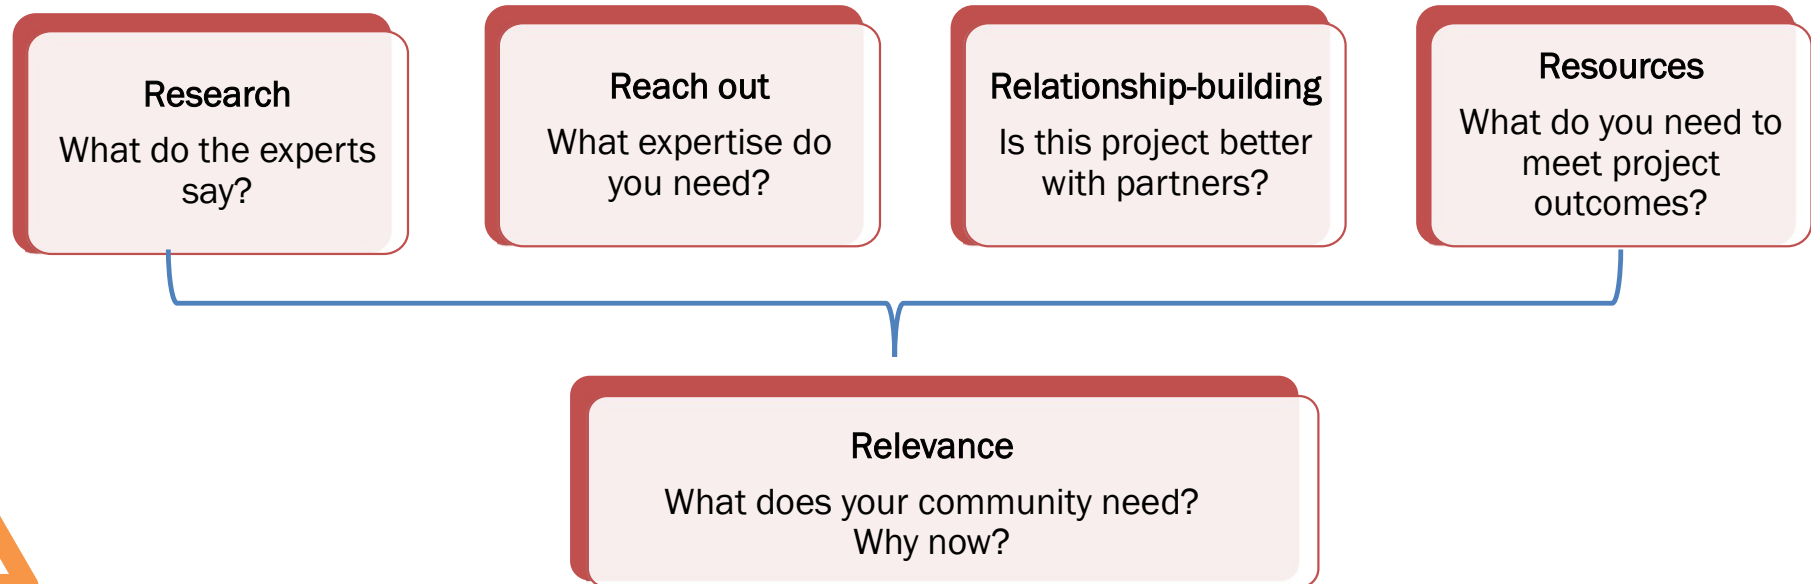 Research
What do the experts
say?
Reach out
What expertise do
you need?
Relationship-building
Is this project better
with partners?
Resources
What do you need to
meet project
outcomes?
Relevance
What does your community need?
Why now?